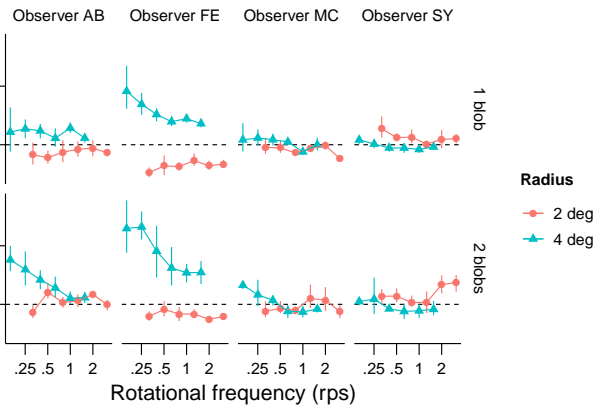 Observer AB Observer FE Observer MC Observer SY
1 blob
2 blobs
Radius
2 deg
4 deg
.25 .5 1 2 .25 .5 1 2 .25 .5 1 2 .25 .5 1 2
Rotational frequency (rps)